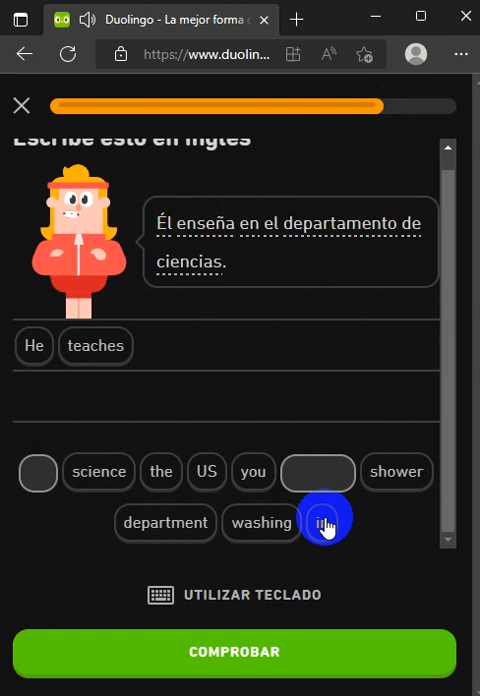 Duolingo - La mejor forma
https://www.duolin...
Escribe esto en inglés
Él enseña en el departamento de
ciencias.
He teaches
science the US you shower
department washing in
UTILIZAR TECLADO
COMPROBAR